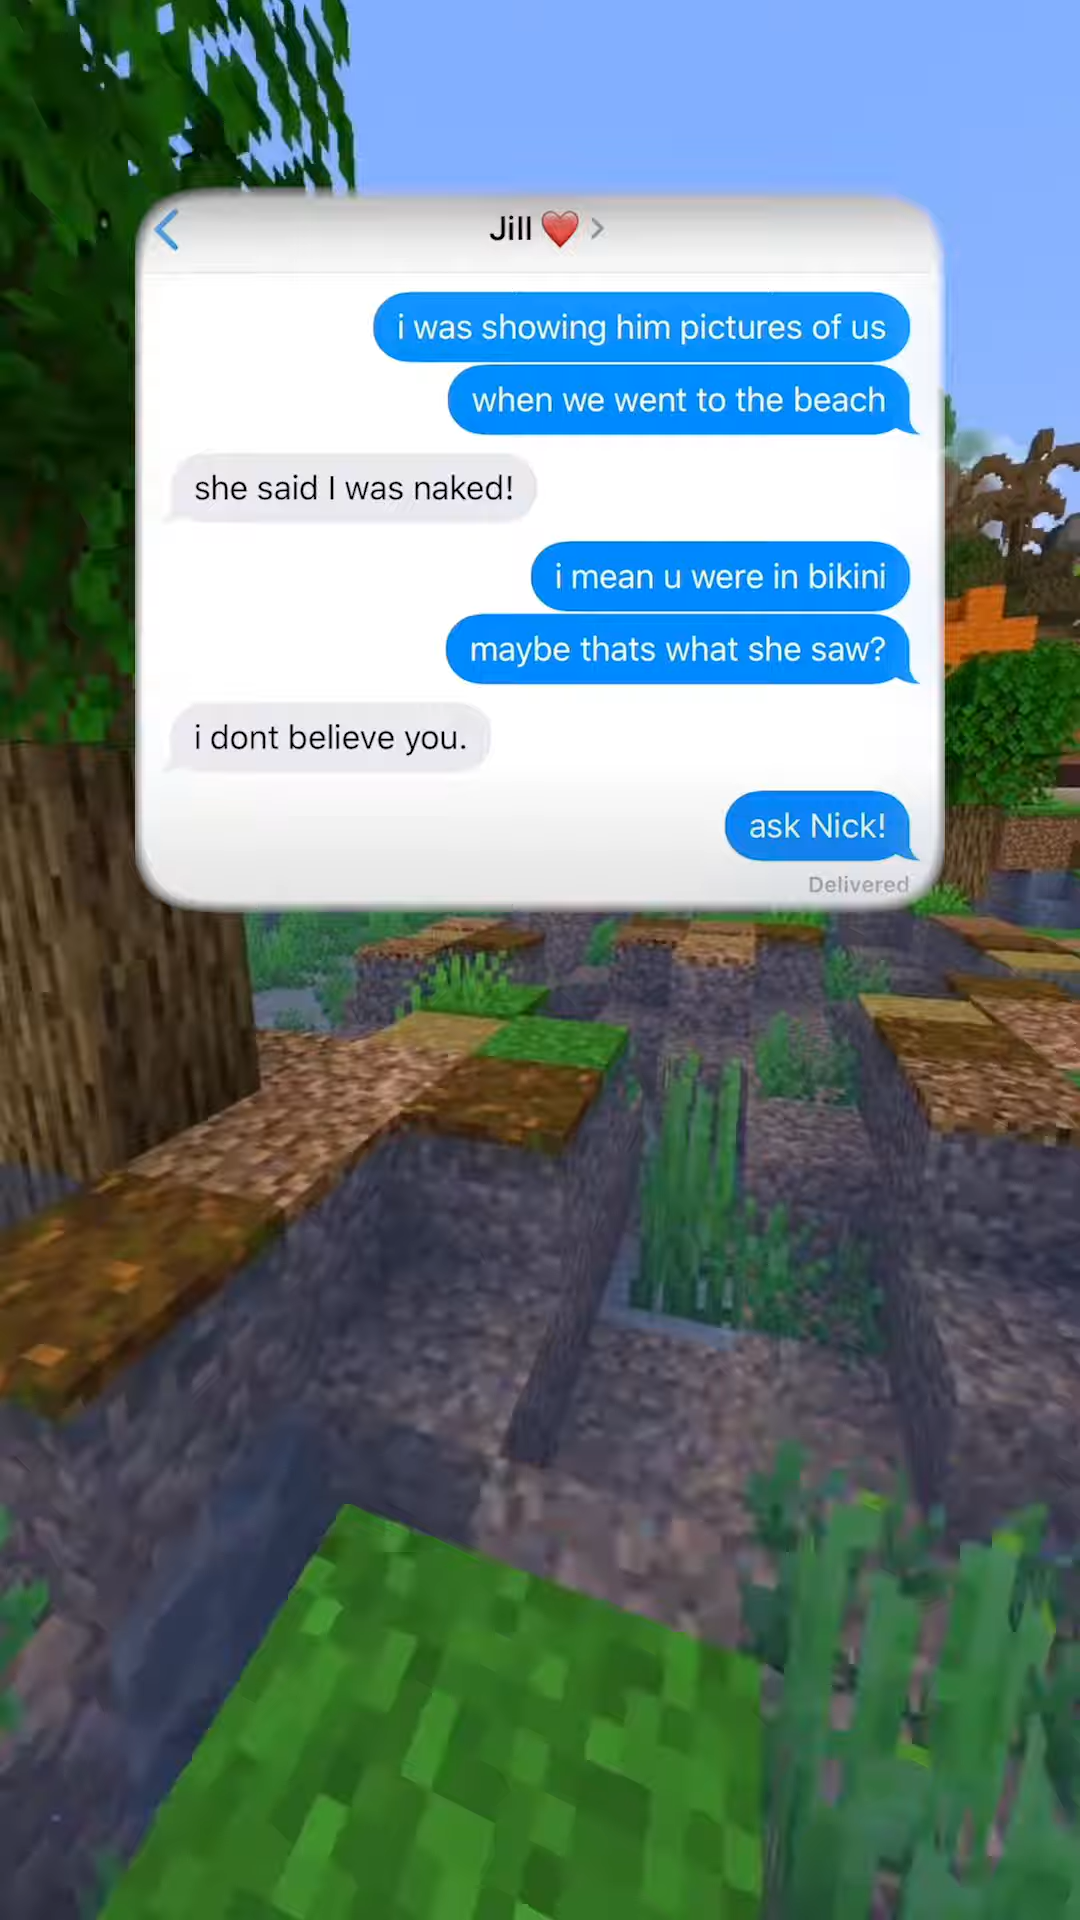 Jill ❤️
i was showing him pictures of us
when we went to the beach
she said I was naked!
i mean u were in bikini
maybe thats what she saw?
i dont believe you.
ask Nick!
Delivered